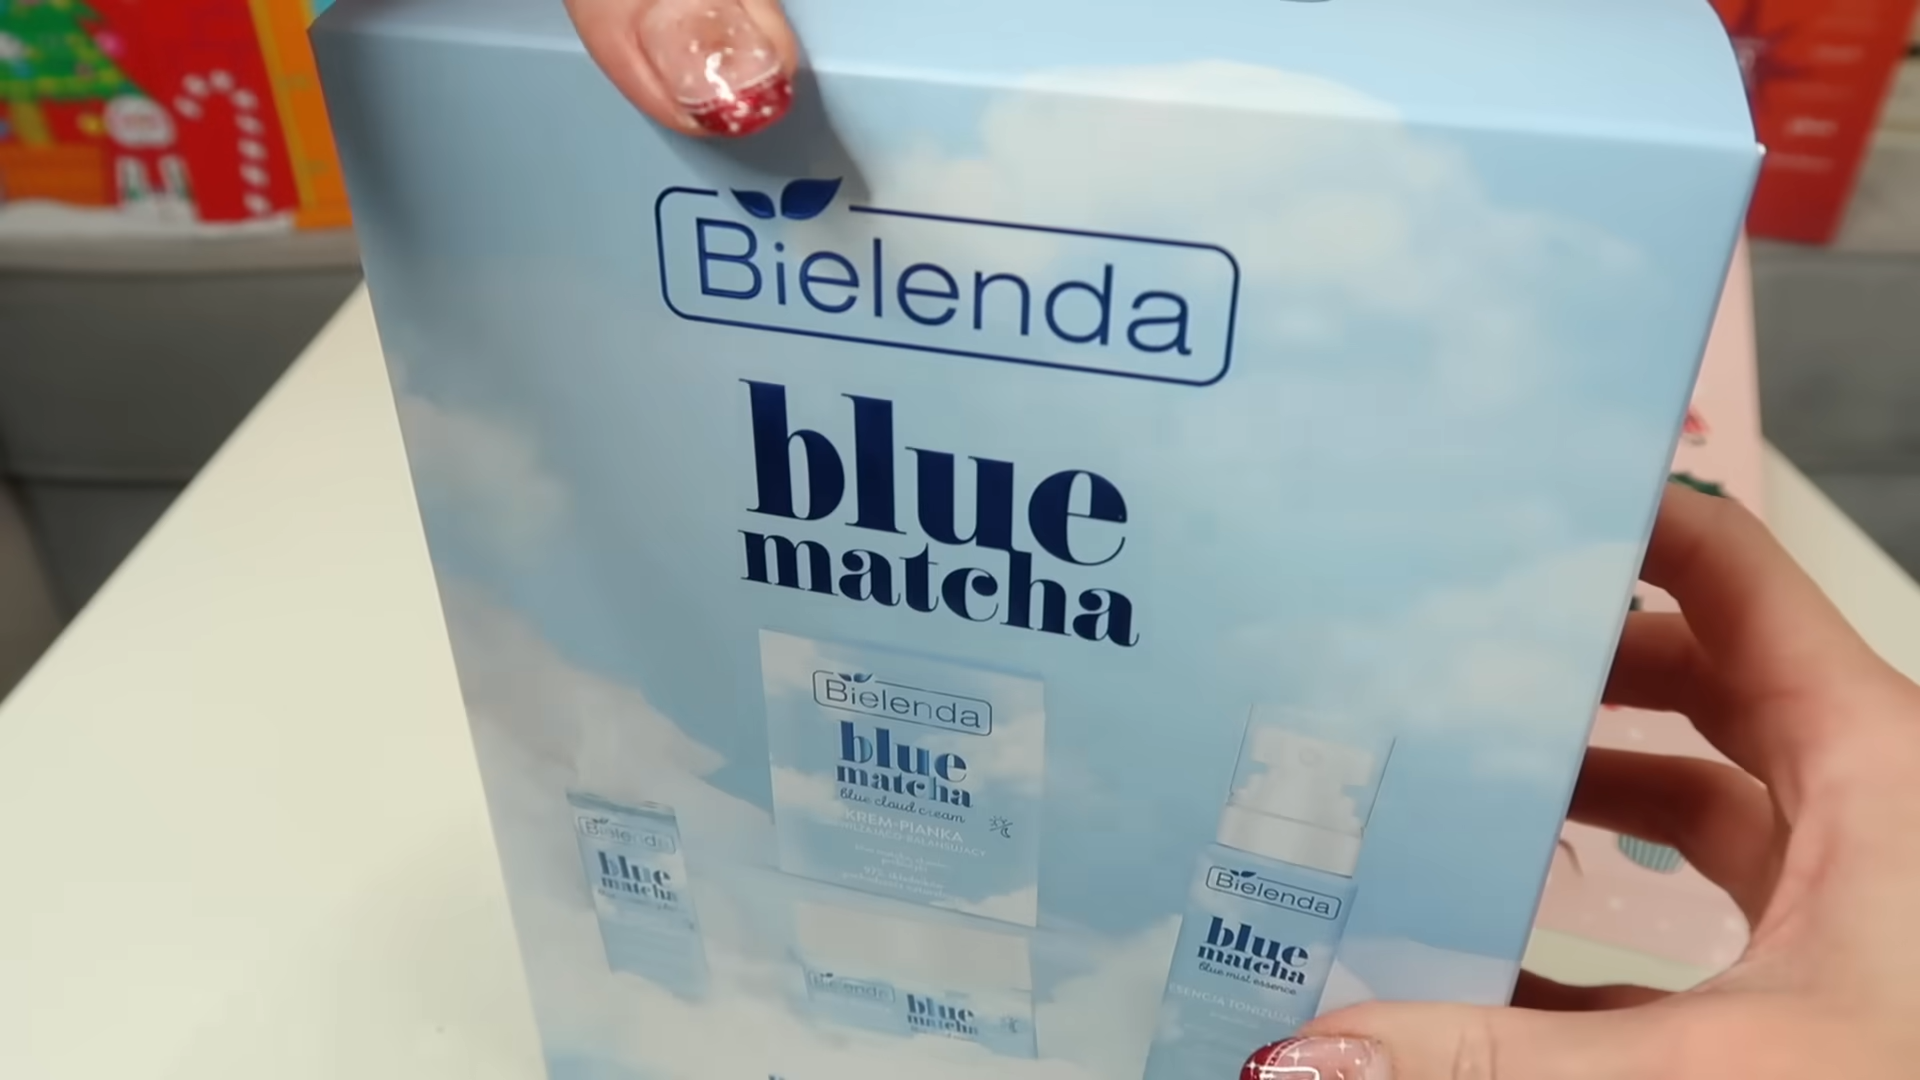 Bielenda
blue
matcha
Bielenda
blue
matcha
blue cloud cream
KREM-PIANKA
Bielenda
blue
matcha
Bielenda
blue
matcha
Bielenda
blue
matcha
blue mist essence
ESENCJA